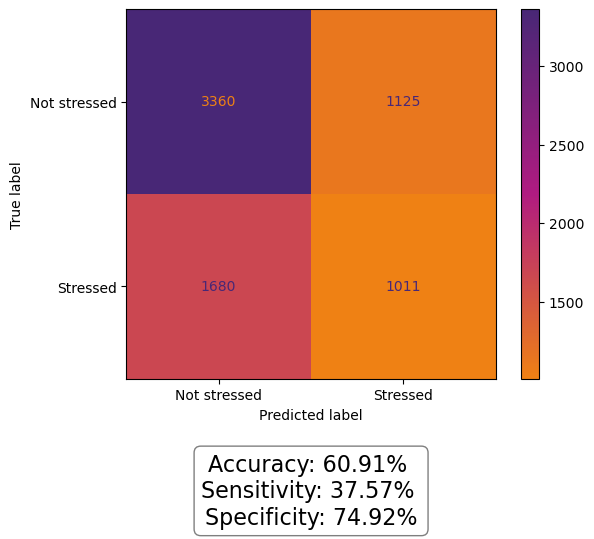 Not stressed
Stressed
True label
3360
1125
1680
1011
Not stressed
Stressed
Predicted label
3000
2500
2000
1500
Accuracy: 60.91%
Sensitivity: 37.57%
Specificity: 74.92%